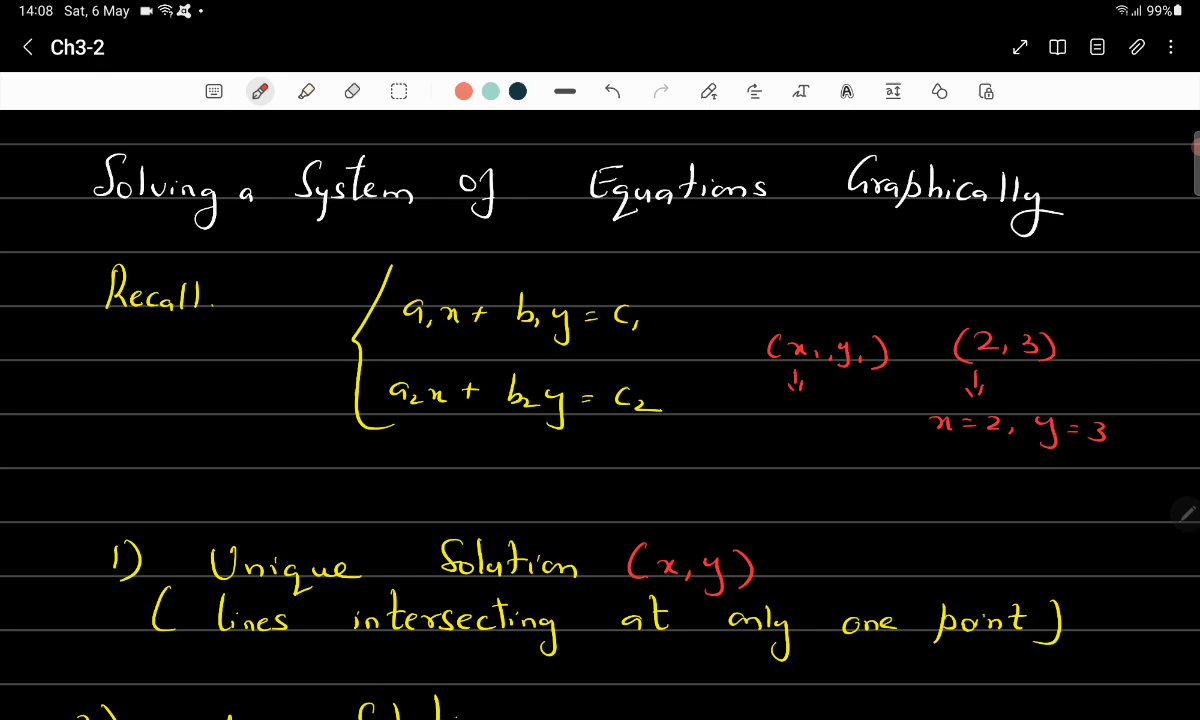 14:08 Sat, 6 May 99%
Ch3-2
Solving a System of Equations Graphically
Recall.
a₁x + b₁y = c₁
a₂x + b₂y = c₂
(x₁, y₁) (2, 3)
x = 2, y = 3
1) Unique Solution (x, y)
( lines intersecting at only one point )